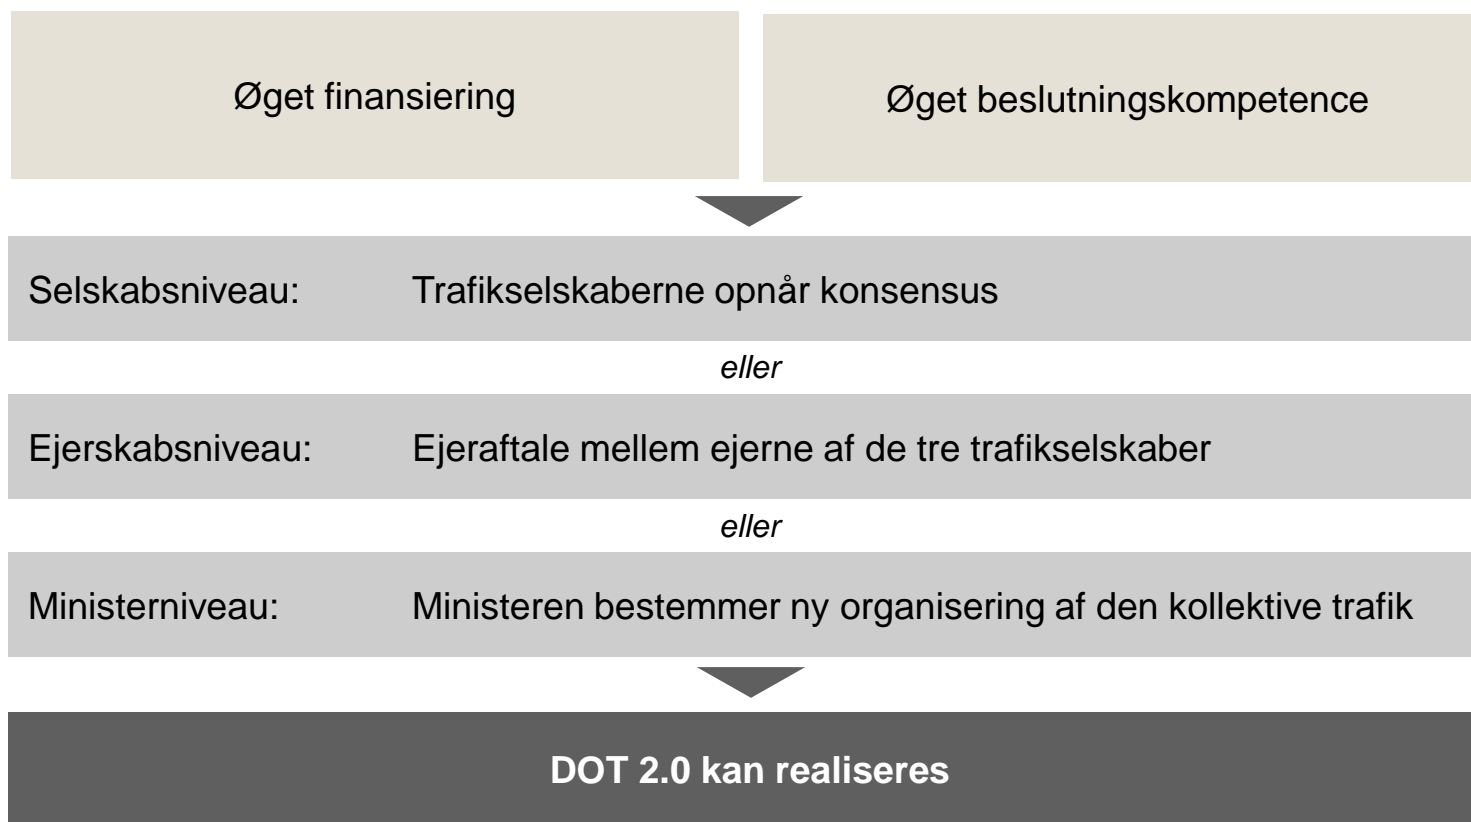 Øget finansiering
Øget beslutningskompetence
Selskabsniveau: Trafikselskaberne opnår konsensus
eller
Ejerskabsniveau: Ejeraftale mellem ejerne af de tre trafikselskaber
eller
Ministerniveau: Ministeren bestemmer ny organisering af den kollektive trafik
DOT 2.0 kan realiseres